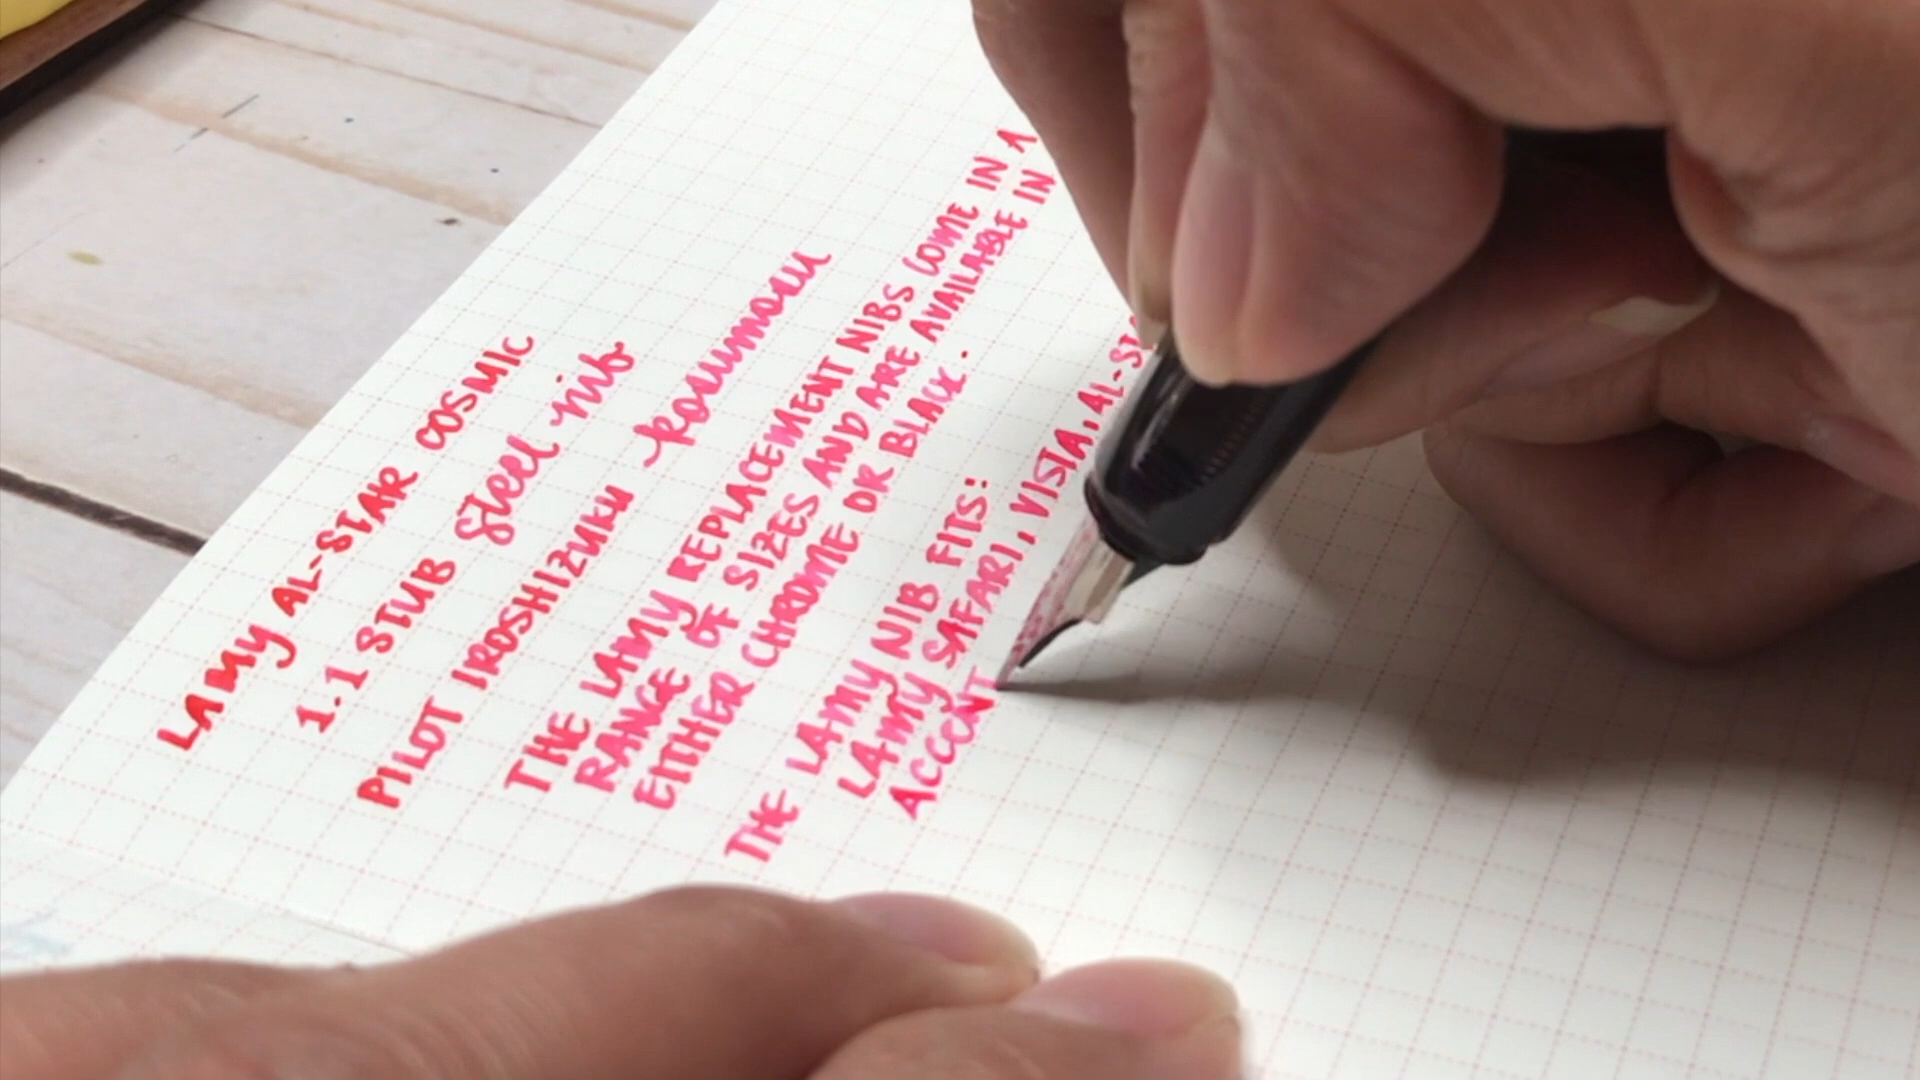 LAMY AL-STAR COSMIC
1.1 STUB steel nib
PILOT IROSHIZUKU kosumosu
THE LAMY REPLACEMENT NIBS COME IN A
RANGE OF SIZES AND ARE AVAILABLE IN
EITHER CHROME OR BLACK.
THE LAMY NIB FITS:
LAMY SAFARI, VISTA, AL-ST
ACCENT